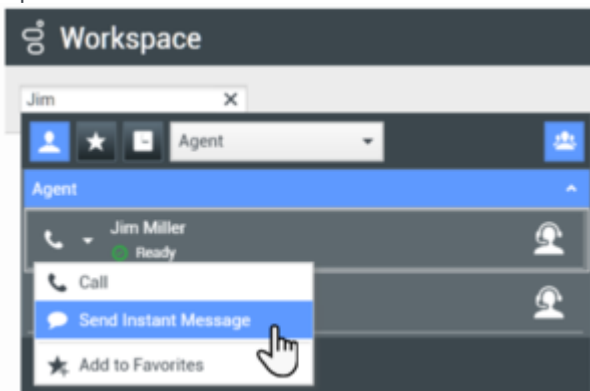 Workspace
Jim
Agent
Agent
Jim Miller
Ready
Call
Send Instant Message
Add to Favorites